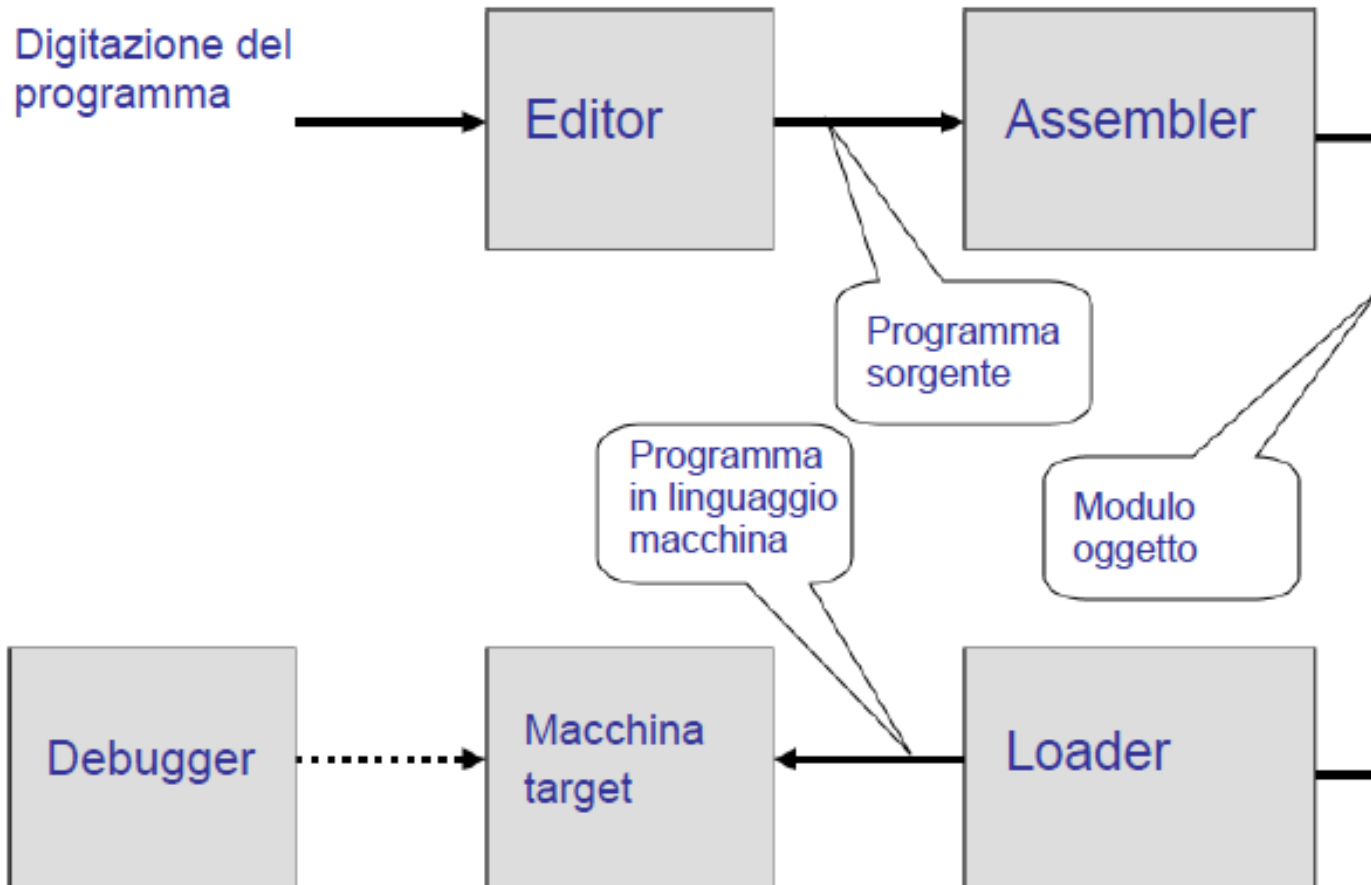 Digitazione del
programma
Editor
Assembler
Programma
sorgente
Programma
in linguaggio
macchina
Modulo
oggetto
Debugger
Macchina
target
Loader